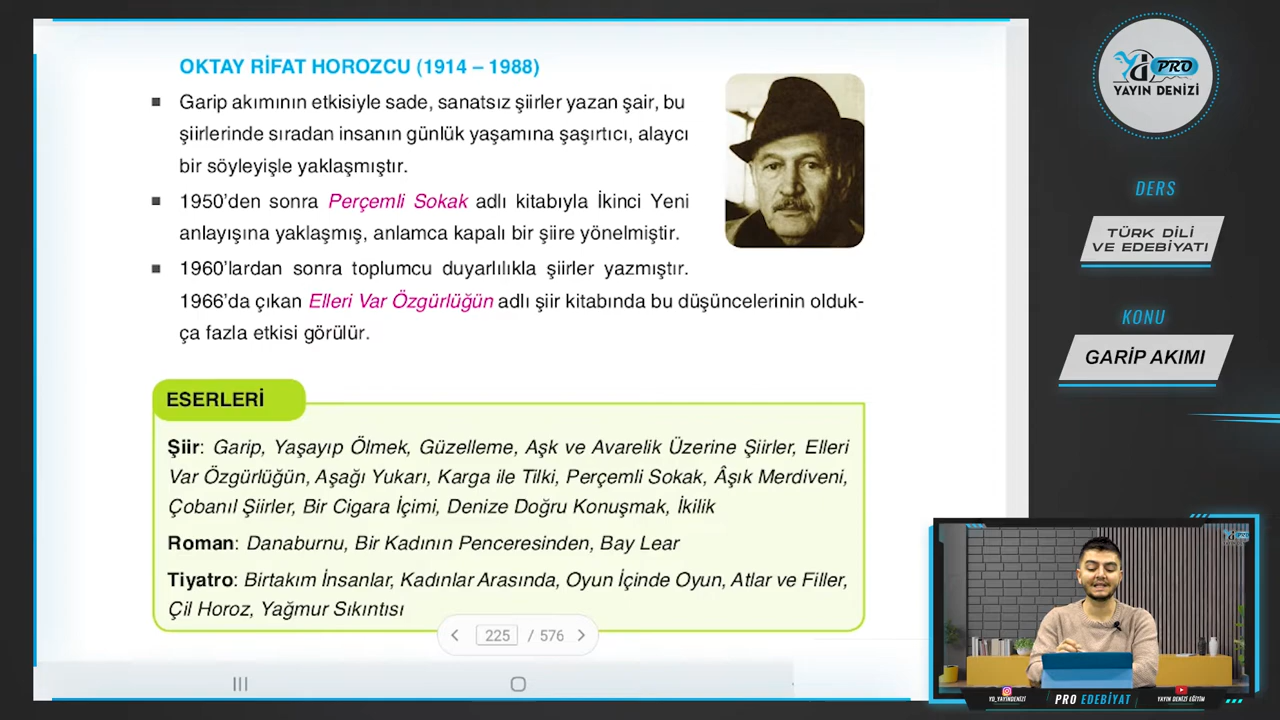 OKTAY RİFAT HOROZCU (1914 – 1988)
Garip akımının etkisiyle sade, sanatsız şiirler yazan şair, bu
şiirlerinde sıradan insanın günlük yaşamına şaşırtıcı, alaycı
bir söyleyişle yaklaşmıştır.
1950'den sonra Perçemli Sokak adlı kitabıyla İkinci Yeni
anlayışına yaklaşmış, anlamca kapalı bir şiire yönelmiştir.
1960'lardan sonra toplumcu duyarlılıkla şiirler yazmıştır.
1966'da çıkan Elleri Var Özgürlüğün adlı şiir kitabında bu düşüncelerinin olduk-
ça fazla etkisi görülür.
ESERLERİ
Şiir: Garip, Yaşayıp Ölmek, Güzelleme, Aşk ve Avarelik Üzerine Şiirler, Elleri
Var Özgürlüğün, Aşağı Yukarı, Karga ile Tilki, Perçemli Sokak, Âşık Merdiveni,
Çobanıl Şiirler, Bir Cigara İçimi, Denize Doğru Konuşmak, İkilik
Roman: Danaburnu, Bir Kadının Penceresinden, Bay Lear
Tiyatro: Birtakım İnsanlar, Kadınlar Arasında, Oyun İçinde Oyun, Atlar ve Filler,
Çil Horoz, Yağmur Sıkıntısı
225 / 576
PRO
YAYIN DENİZİ
DERS
TÜRK DİLİ
VE EDEBİYATI
KONU
GARİP AKIMI
PRO
YD_YAYINDENIZI
PRO EDEBİYAT
YAYIN DENİZİ EĞİTİM